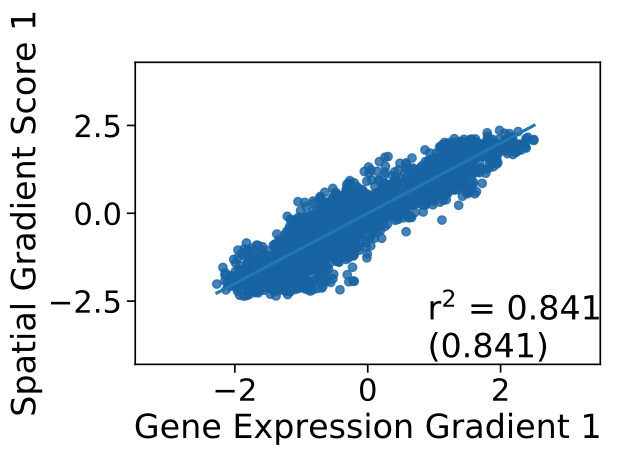 Spatial Gradient Score 1
2.5
0.0
−2.5
r² = 0.841
(0.841)
−2 0 2
Gene Expression Gradient 1